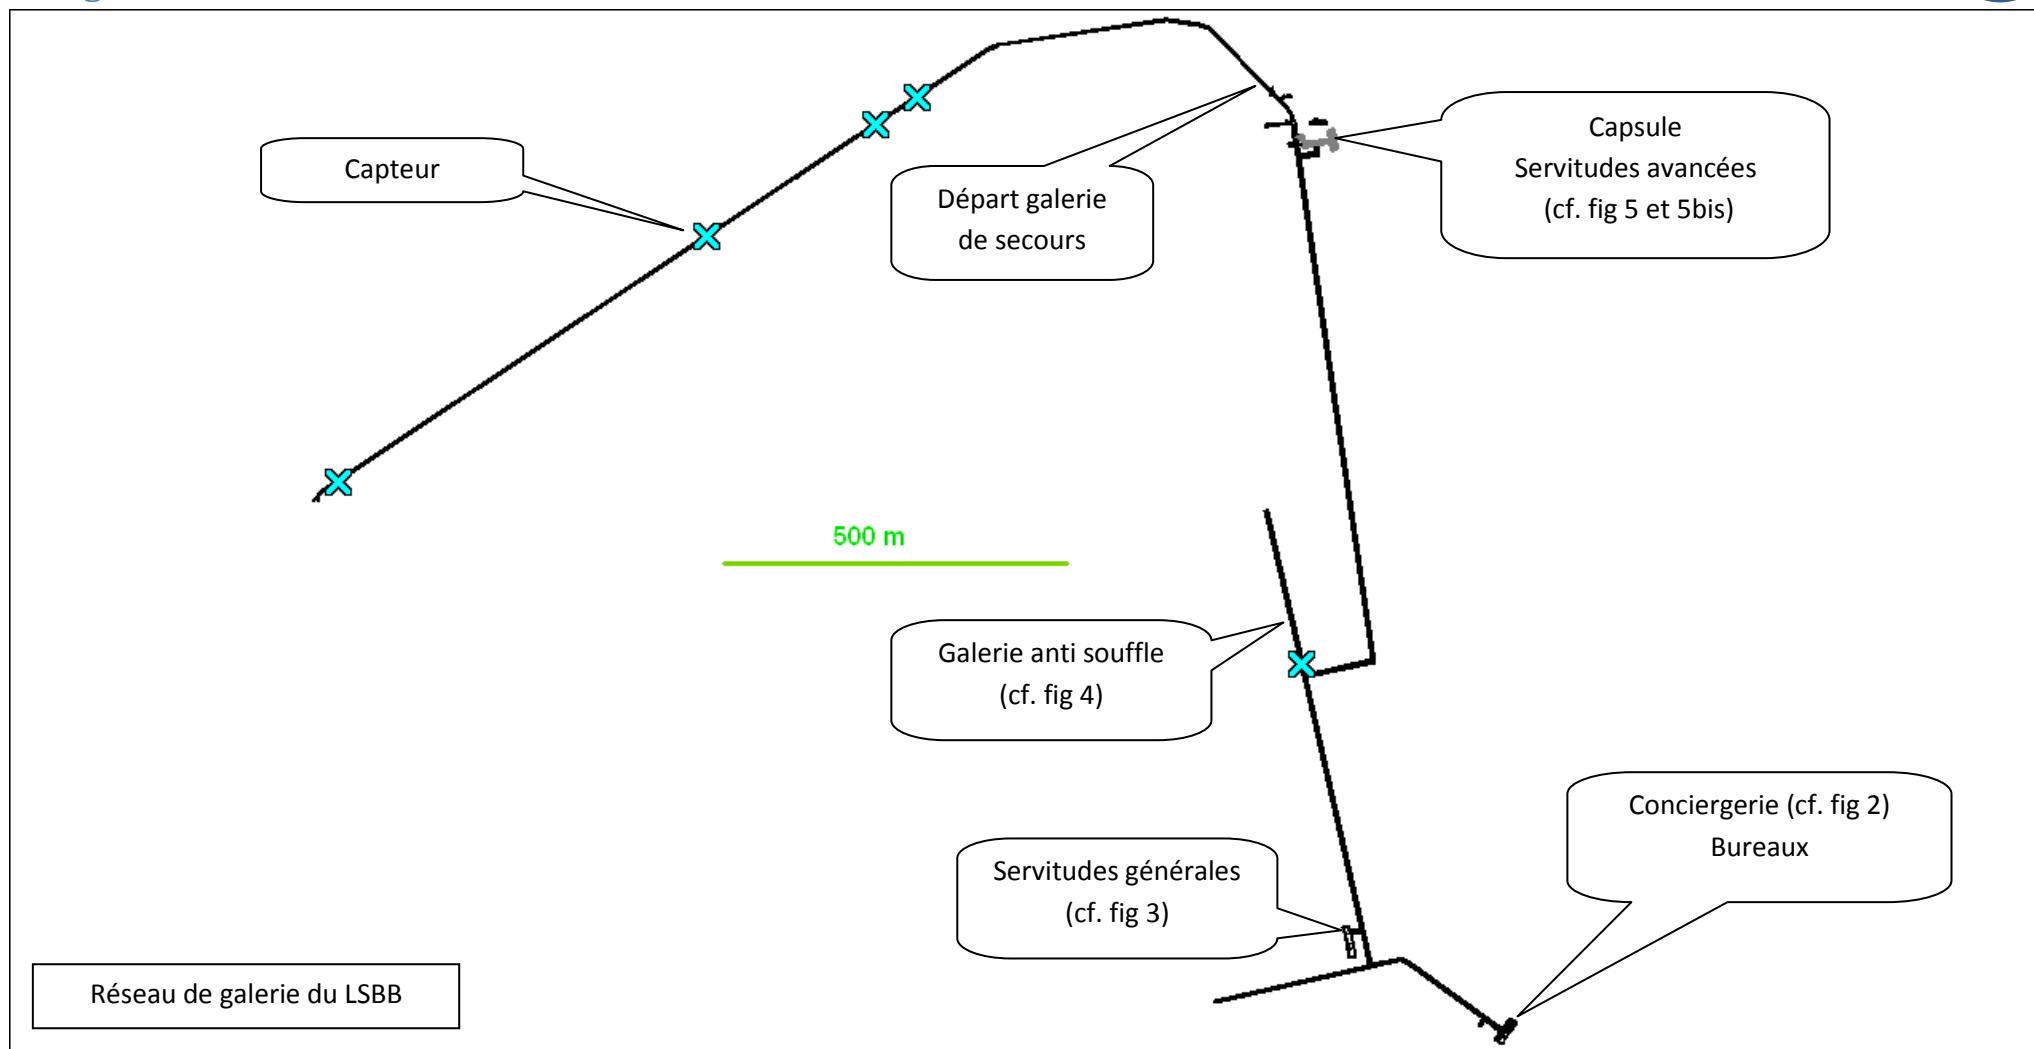 Capteur
Départ galerie
de secours
Capsule
Servitudes avancées
(cf. fig 5 et 5bis)
500 m
Galerie anti souffle
(cf. fig 4)
Servitudes générales
(cf. fig 3)
Conciergerie (cf. fig 2)
Bureaux
Réseau de galerie du LSBB